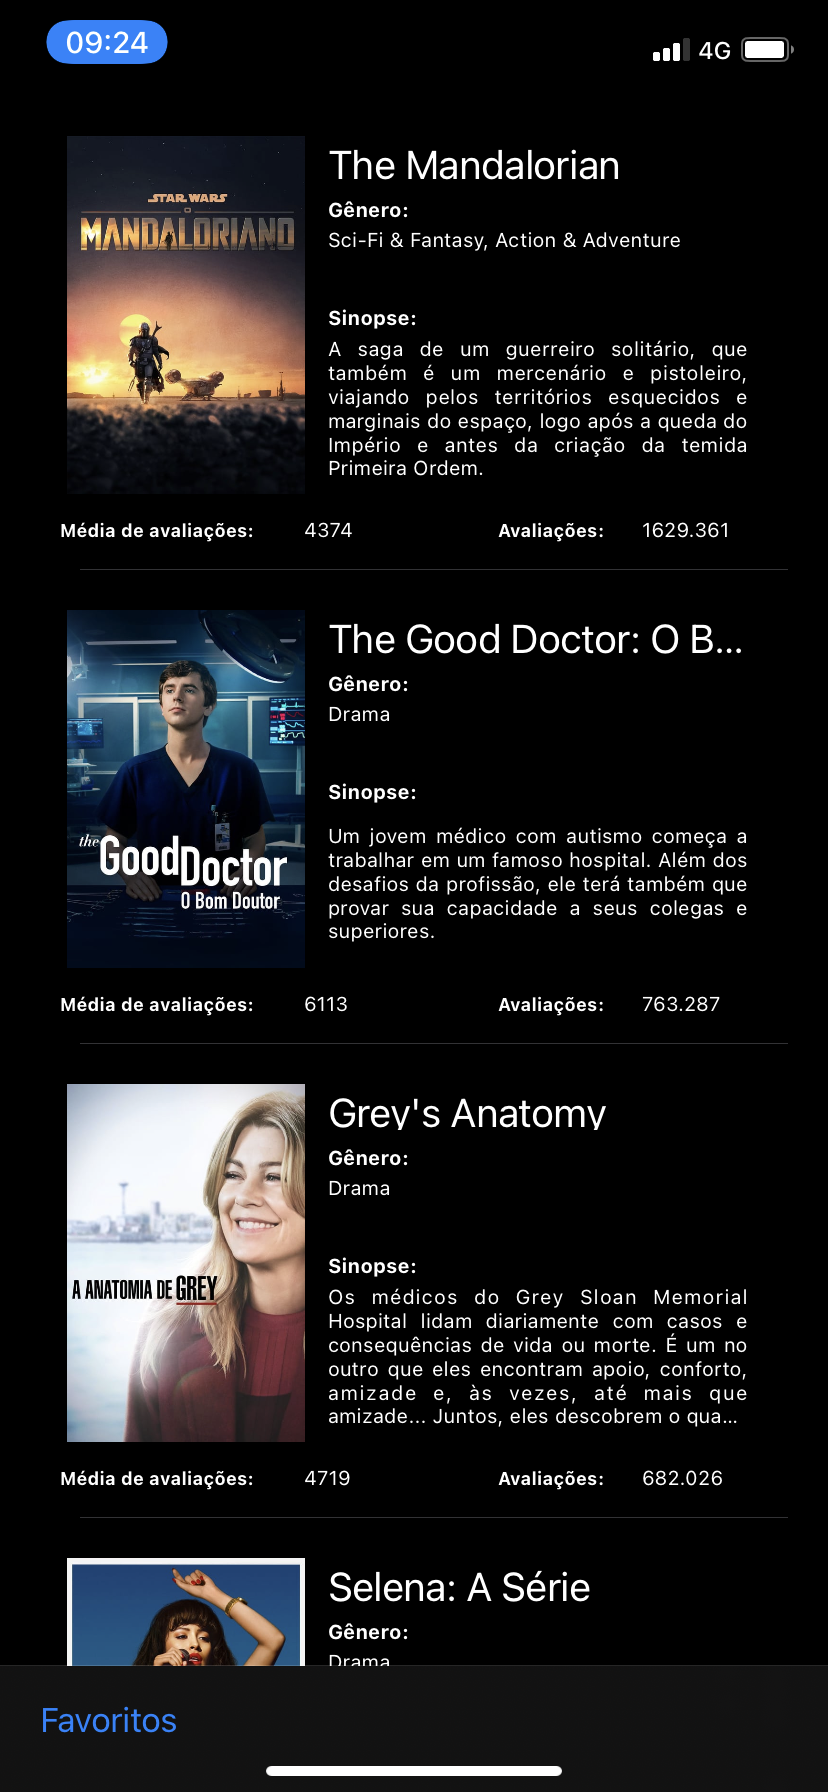 09:24
4G
STAR WARS
MANDALORIANO
The Mandalorian
Gênero:
Sci-Fi & Fantasy, Action & Adventure
Sinopse:
A saga de um guerreiro solitário, que
também é um mercenário e pistoleiro,
viajando pelos territórios esquecidos e
marginais do espaço, logo após a queda do
Império e antes da criação da temida
Primeira Ordem.
Média de avaliações: 4374 Avaliações: 1629.361
the Good Doctor
O Bom Doutor
The Good Doctor: O B...
Gênero:
Drama
Sinopse:
Um jovem médico com autismo começa a
trabalhar em um famoso hospital. Além dos
desafios da profissão, ele terá também que
provar sua capacidade a seus colegas e
superiores.
Média de avaliações: 6113 Avaliações: 763.287
A ANATOMIA DE GREY
Grey's Anatomy
Gênero:
Drama
Sinopse:
Os médicos do Grey Sloan Memorial
Hospital lidam diariamente com casos e
consequências de vida ou morte. É um no
outro que eles encontram apoio, conforto,
amizade e, às vezes, até mais que
amizade... Juntos, eles descobrem o qua...
Média de avaliações: 4719 Avaliações: 682.026
Selena: A Série
Gênero:
Drama
Favoritos